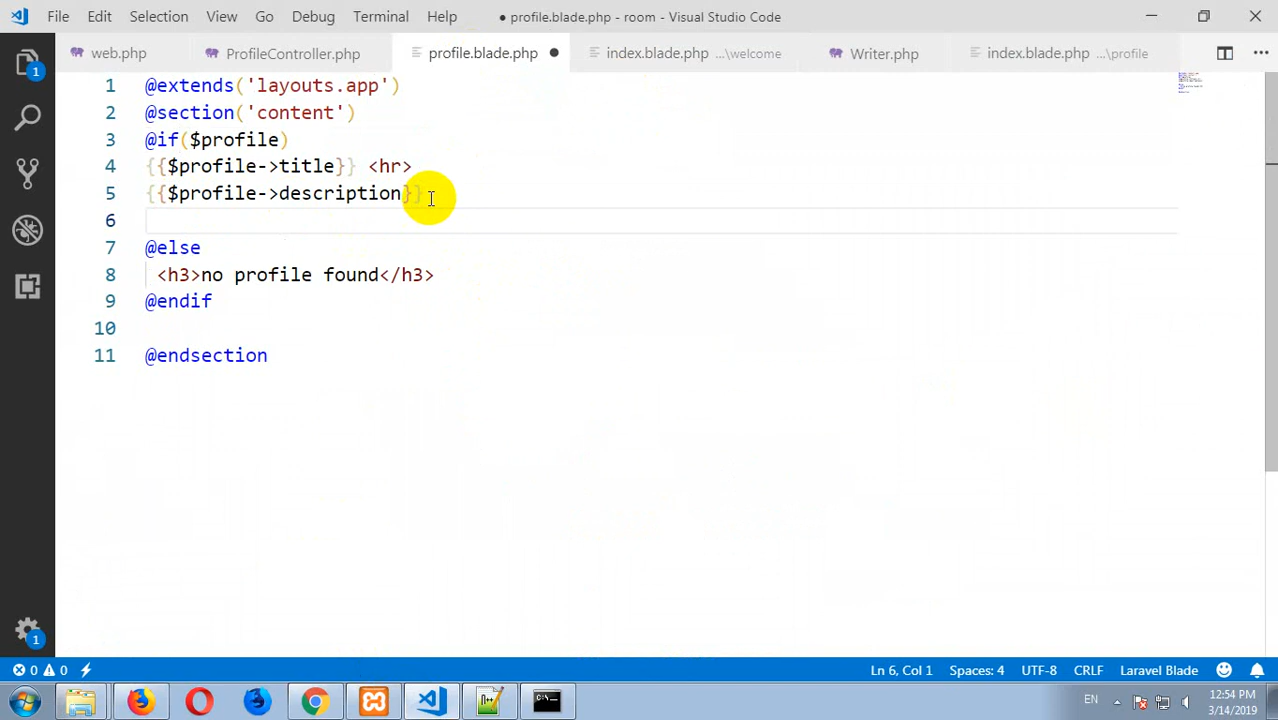 File Edit Selection View Go Debug Terminal Help ● profile.blade.php - room - Visual Studio Code
web.php ProfileController.php profile.blade.php index.blade.php ...\welcome Writer.php index.blade.php ...\profile
1 @extends('layouts.app')
2 @section('content')
3 @if($profile)
4 {{$profile->title}} <hr>
5 {{$profile->description}}
6
7 @else
8 <h3>no profile found</h3>
9 @endif
10
11 @endsection
1
1
0 0 Ln 6, Col 1 Spaces: 4 UTF-8 CRLF Laravel Blade
EN 12:54 PM
3/14/2019